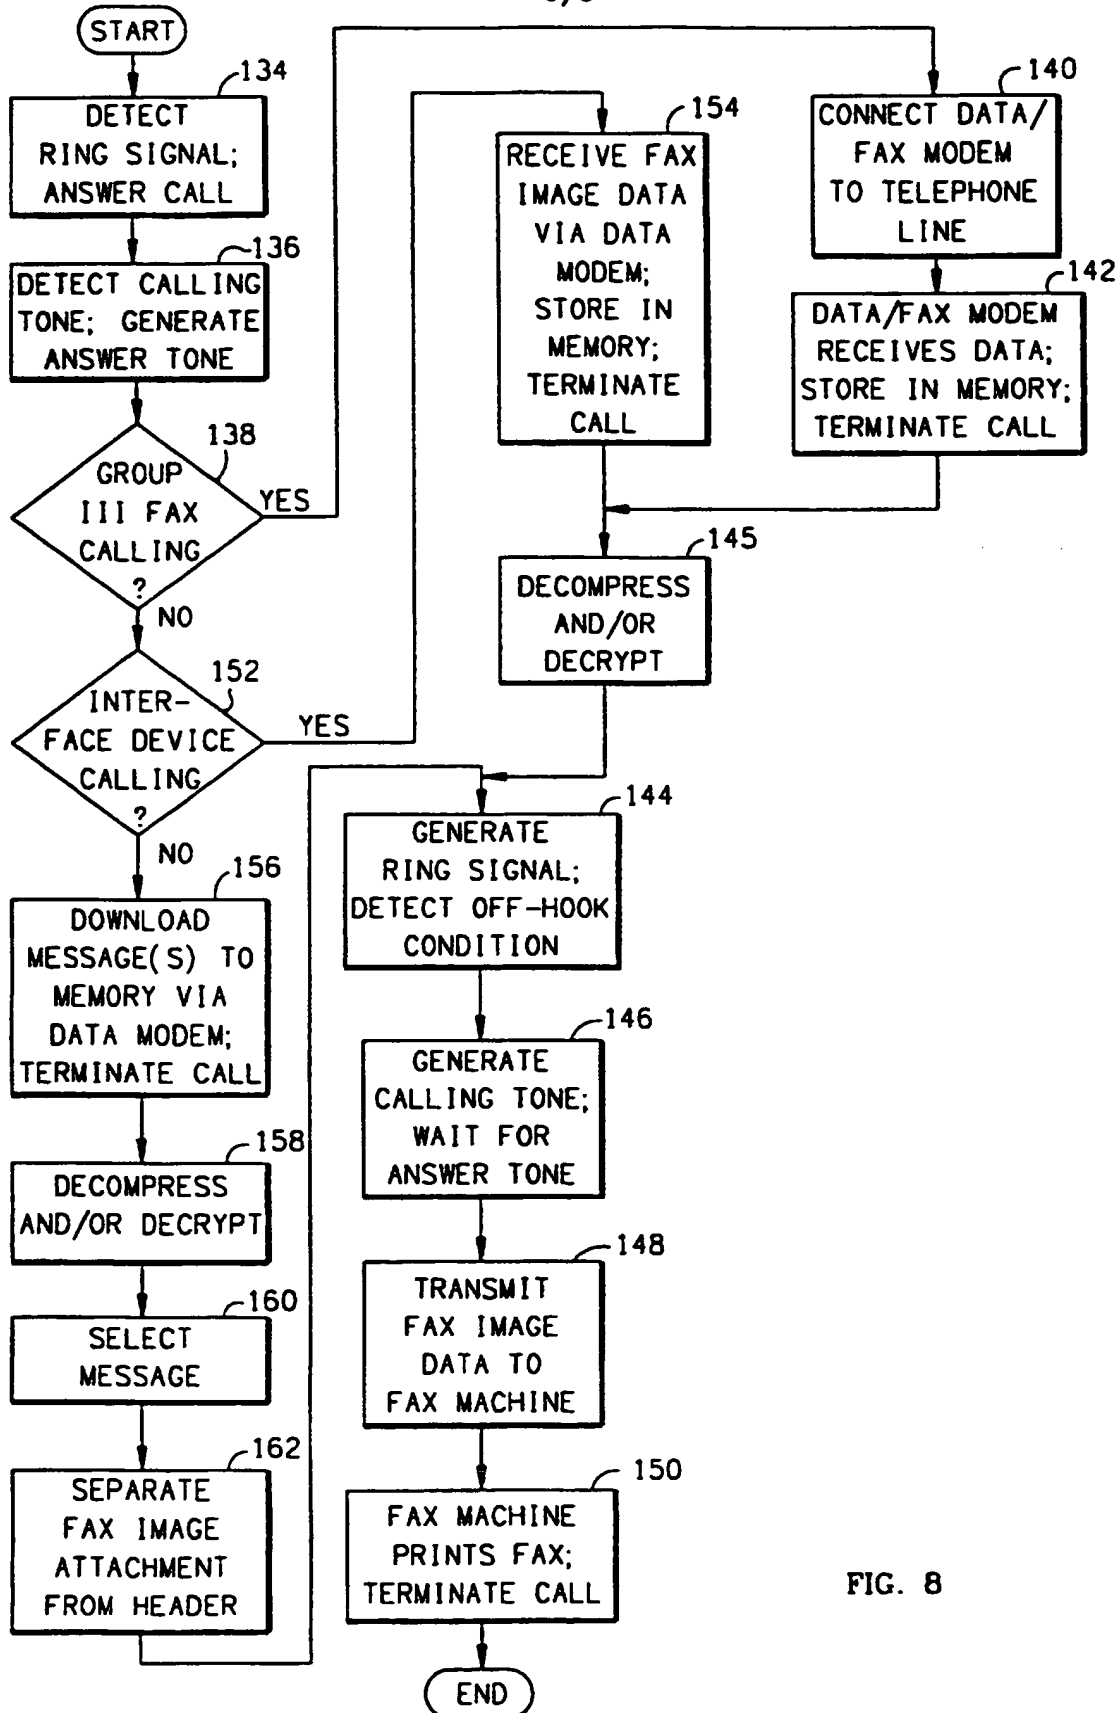 START
134
DETECT
RING SIGNAL;
ANSWER CALL
136
DETECT CALLING
TONE; GENERATE
ANSWER TONE
138
GROUP
III FAX
CALLING
?
YES
NO
152
INTER-
FACE DEVICE
CALLING
?
YES
NO
156
DOWNLOAD
MESSAGE(S) TO
MEMORY VIA
DATA MODEM;
TERMINATE CALL
158
DECOMPRESS
AND/OR DECRYPT
160
SELECT
MESSAGE
162
SEPARATE
FAX IMAGE
ATTACHMENT
FROM HEADER
154
RECEIVE FAX
IMAGE DATA
VIA DATA
MODEM;
STORE IN
MEMORY;
TERMINATE
CALL
140
CONNECT DATA/
FAX MODEM
TO TELEPHONE
LINE
142
DATA/FAX MODEM
RECEIVES DATA;
STORE IN MEMORY;
TERMINATE CALL
145
DECOMPRESS
AND/OR
DECRYPT
144
GENERATE
RING SIGNAL;
DETECT OFF-HOOK
CONDITION
146
GENERATE
CALLING TONE;
WAIT FOR
ANSWER TONE
148
TRANSMIT
FAX IMAGE
DATA TO
FAX MACHINE
150
FAX MACHINE
PRINTS FAX;
TERMINATE CALL
END
FIG. 8